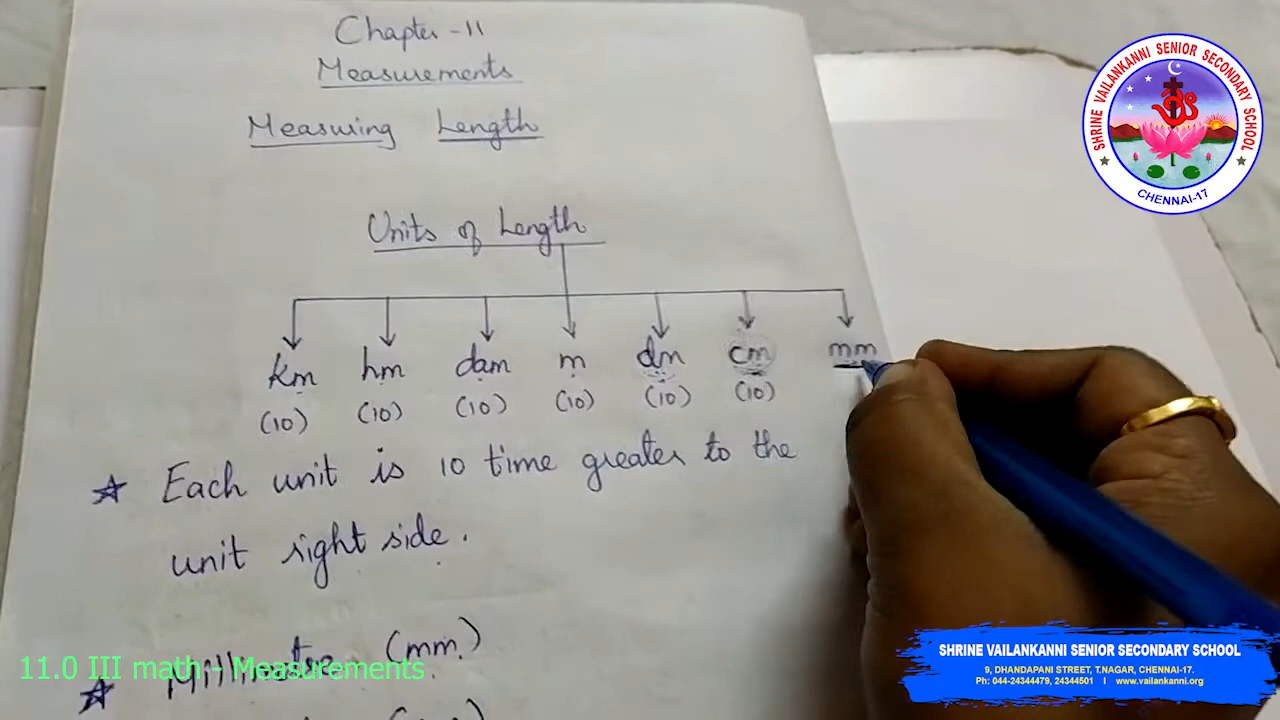 Chapter - 11
Measurements
Measuring Length
Units of Length
km hm dam m dm cm mm
(10) (10) (10) (10) (10) (10)
☆ Each unit is 10 time greater to the
unit right side.
☆ Millimetre (mm)
11.0 III math - Measurements
SHRINE VAILANKANNI SENIOR SECONDARY SCHOOL
CHENNAI-17
SHRINE VAILANKANNI SENIOR SECONDARY SCHOOL
9, DHANDAPANI STREET, T.NAGAR, CHENNAI-17.
Ph: 044-24344479, 24344501 I www.vailankanni.org